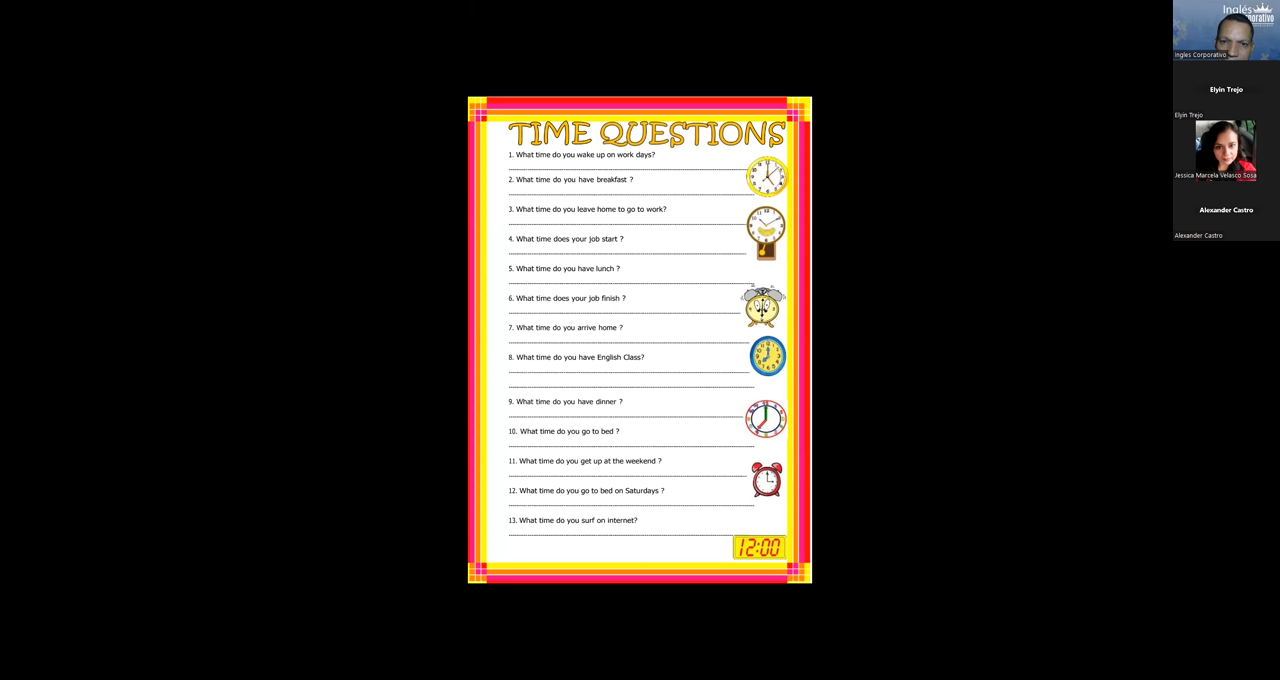 TIME QUESTIONS
1. What time do you wake up on work days?
2. What time do you have breakfast ?
3. What time do you leave home to go to work?
4. What time does your job start ?
5. What time do you have lunch ?
6. What time does your job finish ?
7. What time do you arrive home ?
8. What time do you have English Class?
9. What time do you have dinner ?
10. What time do you go to bed ?
11. What time do you get up at the weekend ?
12. What time do you go to bed on Saturdays ?
13. What time do you surf on internet?
12:00
Inglés
Ingles Corporativo
Elyin Trejo
Elyin Trejo
Jessica Marcela Velasco Sosa
Alexander Castro
Alexander Castro